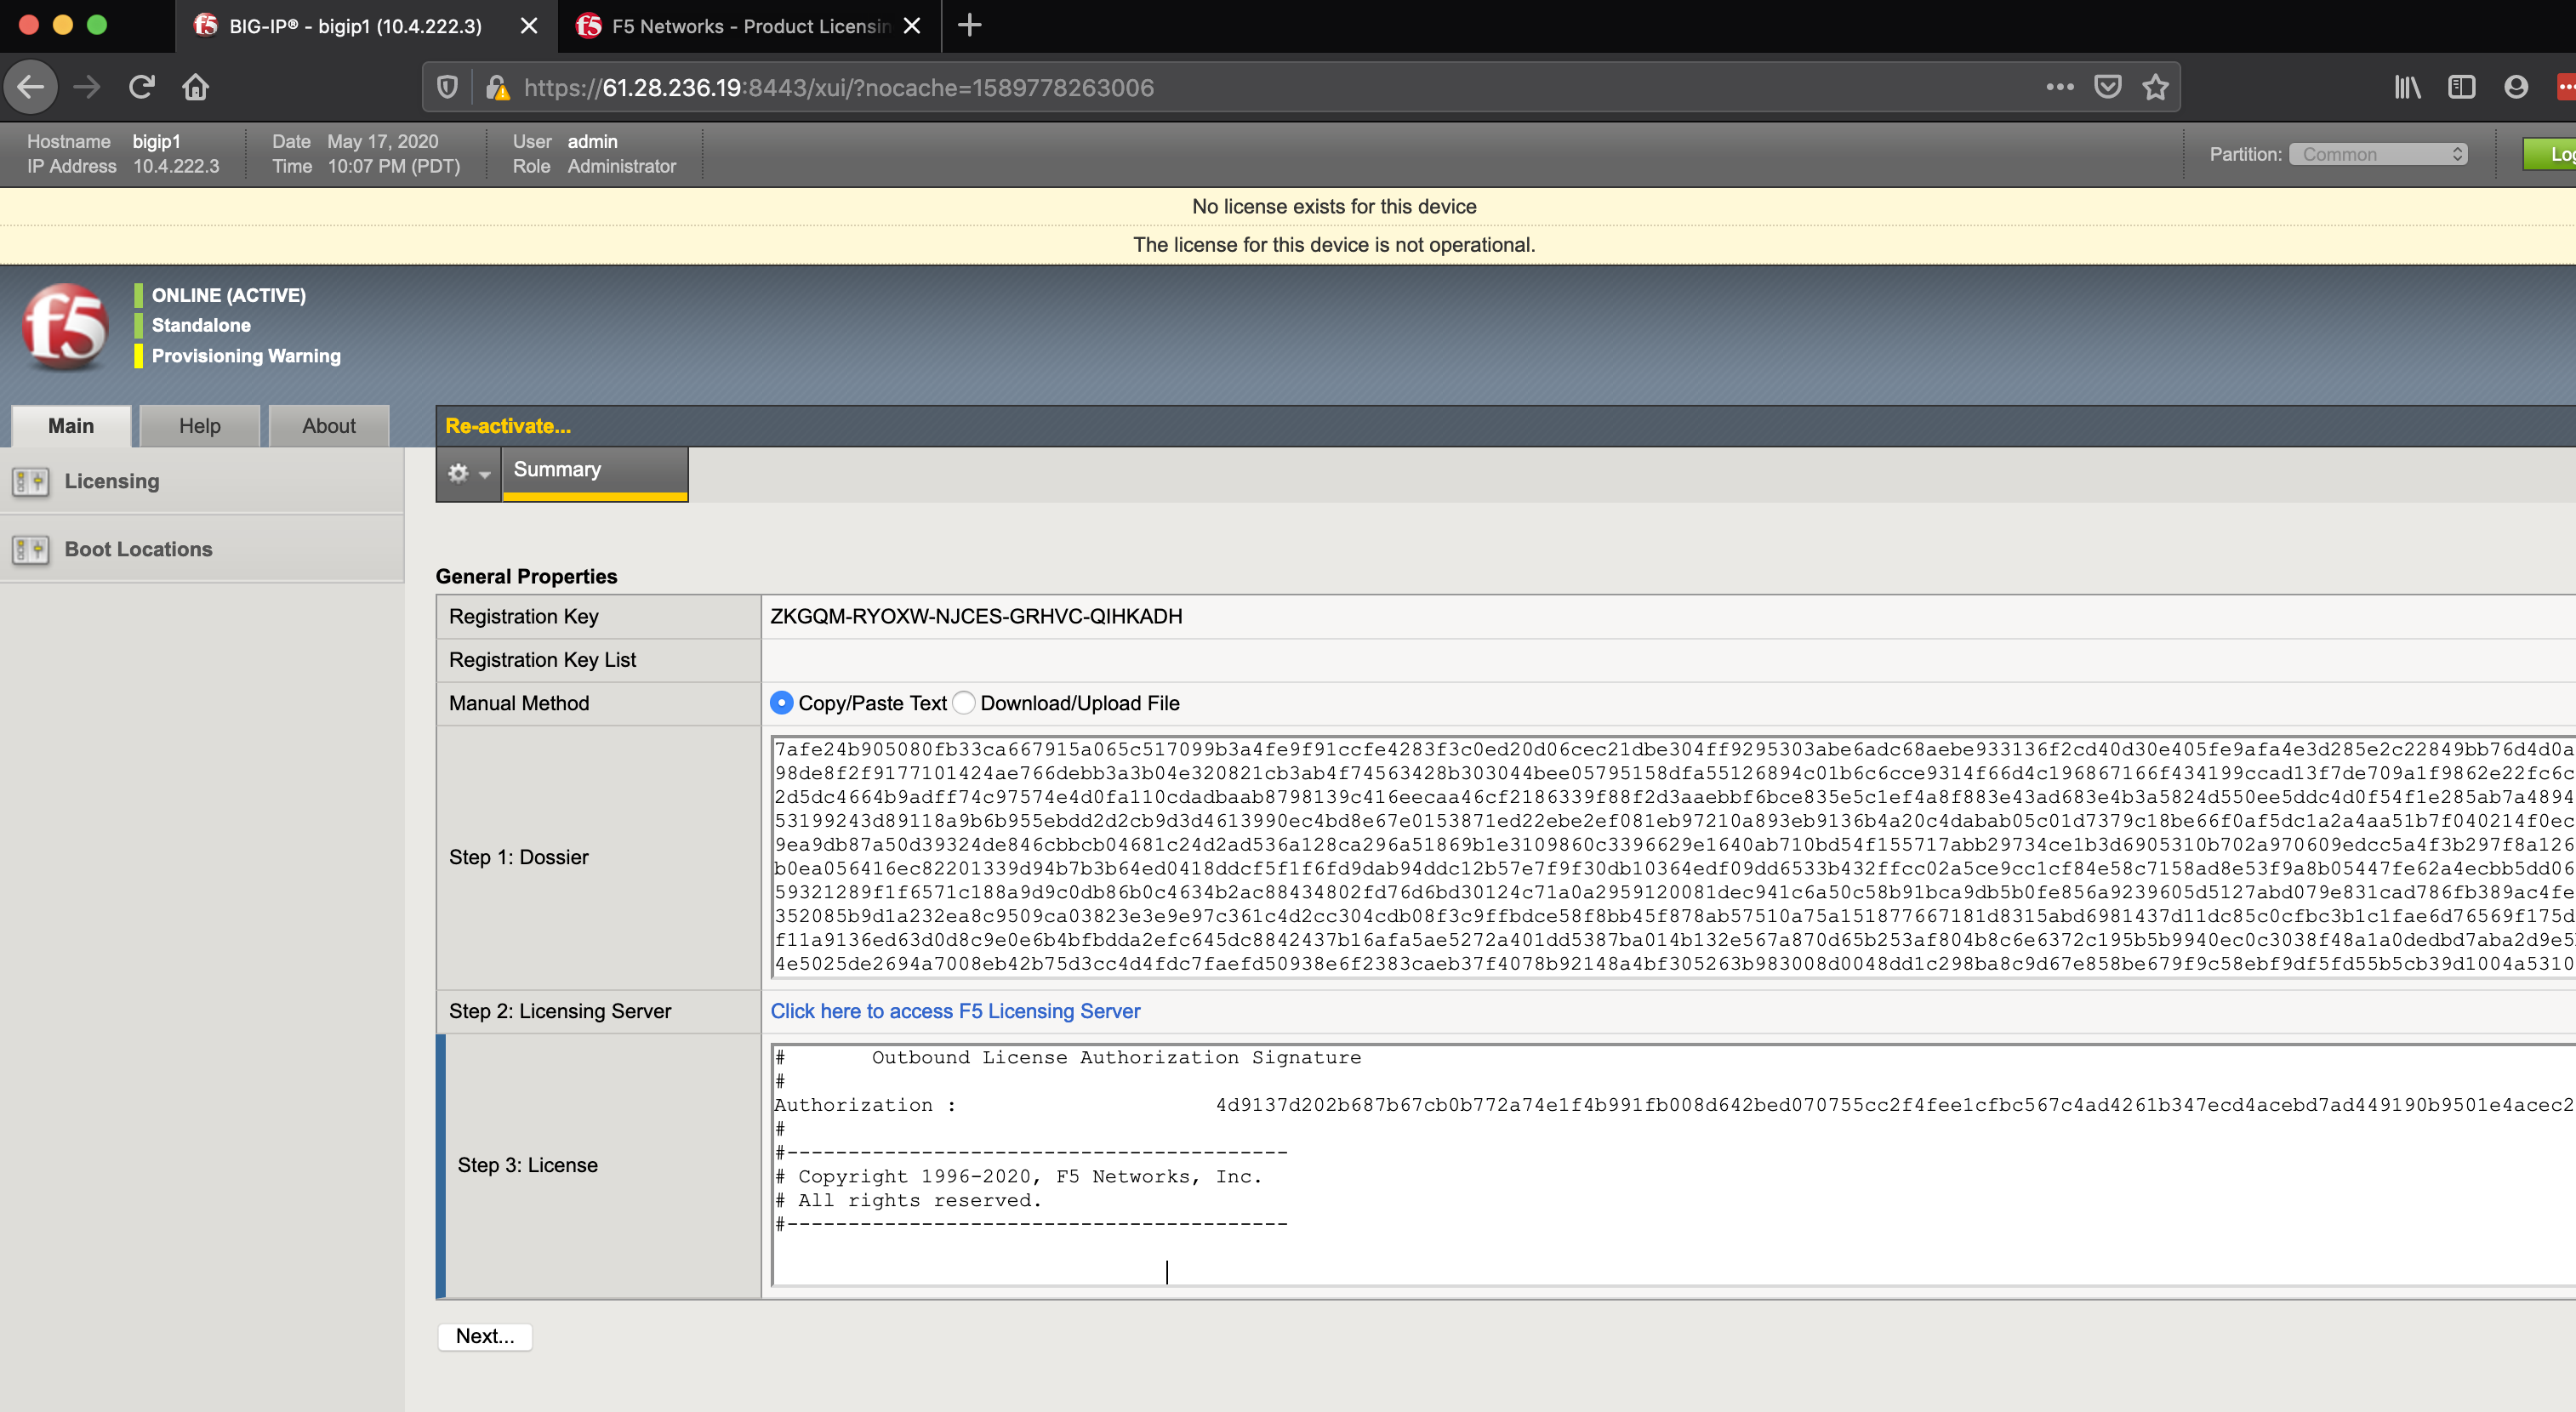 BIG-IP® - bigip1 (10.4.222.3)
F5 Networks - Product Licensin
https://61.28.236.19:8443/xui/?nocache=1589778263006
Hostname bigip1 Date May 17, 2020 User admin
IP Address 10.4.222.3 Time 10:07 PM (PDT) Role Administrator
Partition: Common
No license exists for this device
The license for this device is not operational.
f5
ONLINE (ACTIVE)
Standalone
Provisioning Warning
Main Help About
Re-activate...
Summary
Licensing
Boot Locations
General Properties
Registration Key ZKGQM-RYOXW-NJCES-GRHVC-QIHKADH
Registration Key List
Manual Method Copy/Paste Text Download/Upload File
Step 1: Dossier
7afe24b905080fb33ca667915a065c517099b3a4fe9f91ccfe4283f3c0ed20d06cec21dbe304ff9295303abe6adc68aebe933136f2cd40d30e405fe9afa4e3d285e2c22849bb76d4d0a
98de8f2f9177101424ae766debb3a3b04e320821cb3ab4f74563428b303044bee05795158dfa55126894c01b6c6cce9314f66d4c196867166f434199ccad13f7de709a1f9862e22fc6c
2d5dc4664b9adff74c97574e4d0fa110cdadbaab8798139c416eecaa46cf2186339f88f2d3aaebbf6bce835e5c1ef4a8f883e43ad683e4b3a5824d550ee5ddc4d0f54f1e285ab7a4894
53199243d89118a9b6b955ebdd2d2cb9d3d4613990ec4bd8e67e0153871ed22ebe2ef081eb97210a893eb9136b4a20c4dabab05c01d7379c18be66f0af5dc1a2a4aa51b7f040214f0ec
9ea9db87a50d39324de846cbbcb04681c24d2ad536a128ca296a51869b1e3109860c3396629e1640ab710bd54f155717abb29734ce1b3d6905310b702a970609edcc5a4f3b297f8a126
b0ea056416ec82201339d94b7b3b64ed0418ddcf5f1f6fd9dab94ddc12b57e7f9f30db10364edf09dd6533b432ffcc02a5ce9cc1cf84e58c7158ad8e53f9a8b05447fe62a4ecbb5dd06
59321289f1f6571c188a9d9c0db86b0c4634b2ac88434802fd76d6bd30124c71a0a2959120081dec941c6a50c58b91bca9db5b0fe856a9239605d5127abd079e831cad786fb389ac4fe
352085b9d1a232ea8c9509ca03823e3e9e97c361c4d2cc304cdb08f3c9ffbdce58f8bb45f878ab57510a75a151877667181d8315abd6981437d11dc85c0cfbc3b1c1fae6d76569f175d
f11a9136ed63d0d8c9e0e6b4bfbdda2efc645dc8842437b16afa5ae5272a401dd5387ba014b132e567a870d65b253af804b8c6e6372c195b5b9940ec0c3038f48a1a0dedbd7aba2d9e5
4e5025de2694a7008eb42b75d3cc4d4fdc7faefd50938e6f2383caeb37f4078b92148a4bf305263b983008d0048dd1c298ba8c9d67e858be679f9c58ebf9df5fd55b5cb39d1004a5310
Step 2: Licensing Server Click here to access F5 Licensing Server
Step 3: License
# Outbound License Authorization Signature
#
Authorization : 4d9137d202b687b67cb0b772a74e1f4b991fb008d642bed070755cc2f4fee1cfbc567c4ad4261b347ecd4acebd7ad449190b9501e4acec2
#
#-----------------------------------------
# Copyright 1996-2020, F5 Networks, Inc.
# All rights reserved.
#-----------------------------------------
Next...